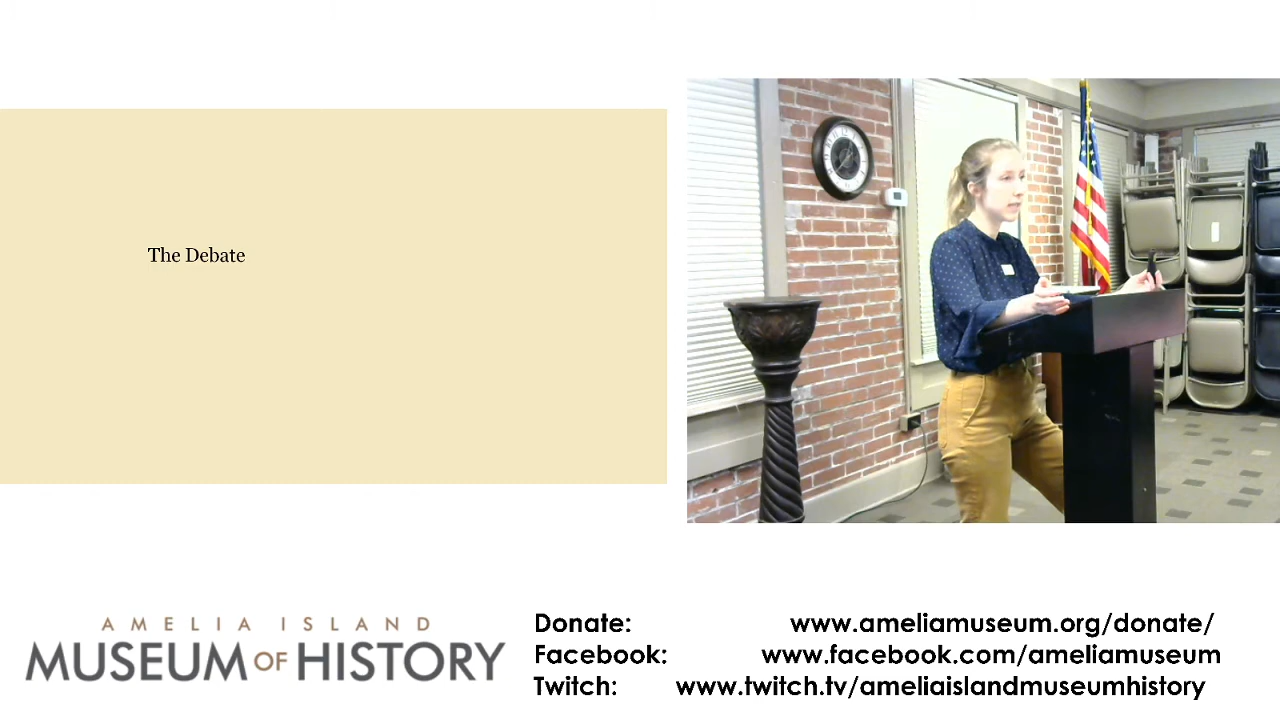 The Debate
AMELIA ISLAND
MUSEUM OF HISTORY
Donate: www.ameliamuseum.org/donate/
Facebook: www.facebook.com/ameliamuseum
Twitch: www.twitch.tv/ameliaislandmuseumhistory